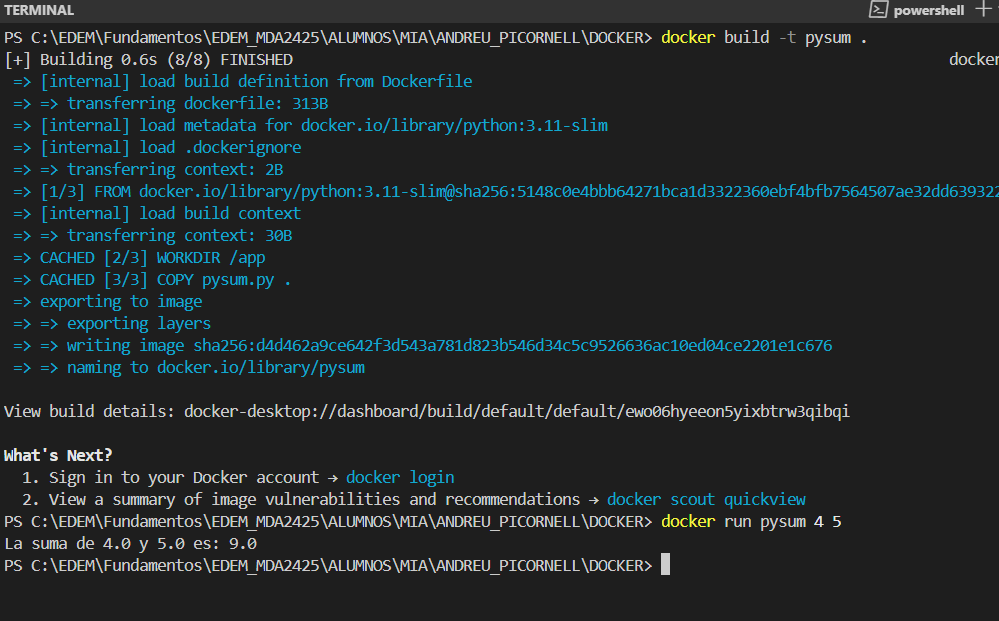 TERMINAL
powershell
PS C:\EDEM\Fundamentos\EDEM_MDA2425\ALUMNOS\MIA\ANDREU_PICORNELL\DOCKER> docker build -t pysum .
[+] Building 0.6s (8/8) FINISHED docker
=> [internal] load build definition from Dockerfile
=> => transferring dockerfile: 313B
=> [internal] load metadata for docker.io/library/python:3.11-slim
=> [internal] load .dockerignore
=> => transferring context: 2B
=> [1/3] FROM docker.io/library/python:3.11-slim@sha256:5148c0e4bbb64271bca1d3322360ebf4bfb7564507ae32dd639322
=> [internal] load build context
=> => transferring context: 30B
=> CACHED [2/3] WORKDIR /app
=> CACHED [3/3] COPY pysum.py .
=> exporting to image
=> => exporting layers
=> => writing image sha256:d4d462a9ce642f3d543a781d823b546d34c5c9526636ac10ed04ce2201e1c676
=> => naming to docker.io/library/pysum
View build details: docker-desktop://dashboard/build/default/default/ewo06hyeeon5yixbtrw3qibqi
What's Next?
1. Sign in to your Docker account → docker login
2. View a summary of image vulnerabilities and recommendations → docker scout quickview
PS C:\EDEM\Fundamentos\EDEM_MDA2425\ALUMNOS\MIA\ANDREU_PICORNELL\DOCKER> docker run pysum 4 5
La suma de 4.0 y 5.0 es: 9.0
PS C:\EDEM\Fundamentos\EDEM_MDA2425\ALUMNOS\MIA\ANDREU_PICORNELL\DOCKER>